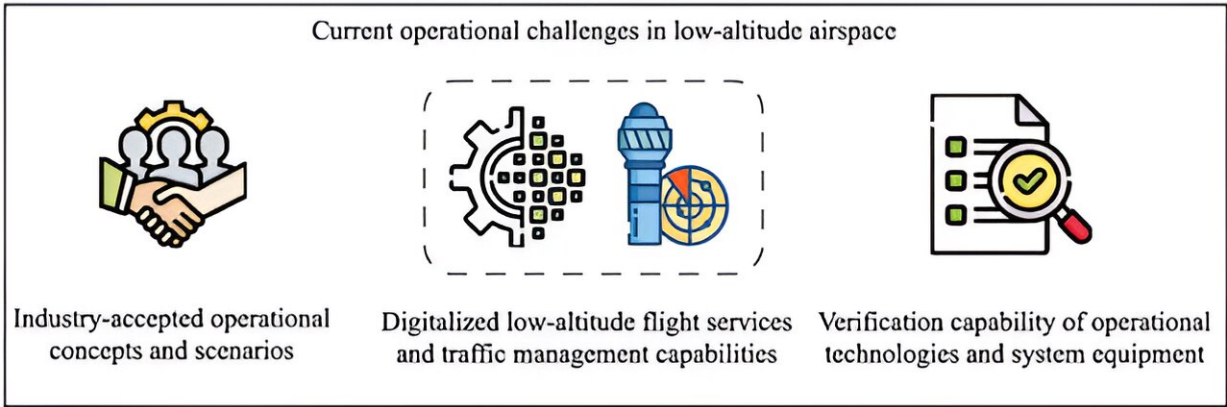 Current operational challenges in low-altitude airspace
Industry-accepted operational
concepts and scenarios
Digitalized low-altitude flight services
and traffic management capabilities
Verification capability of operational
technologies and system equipment